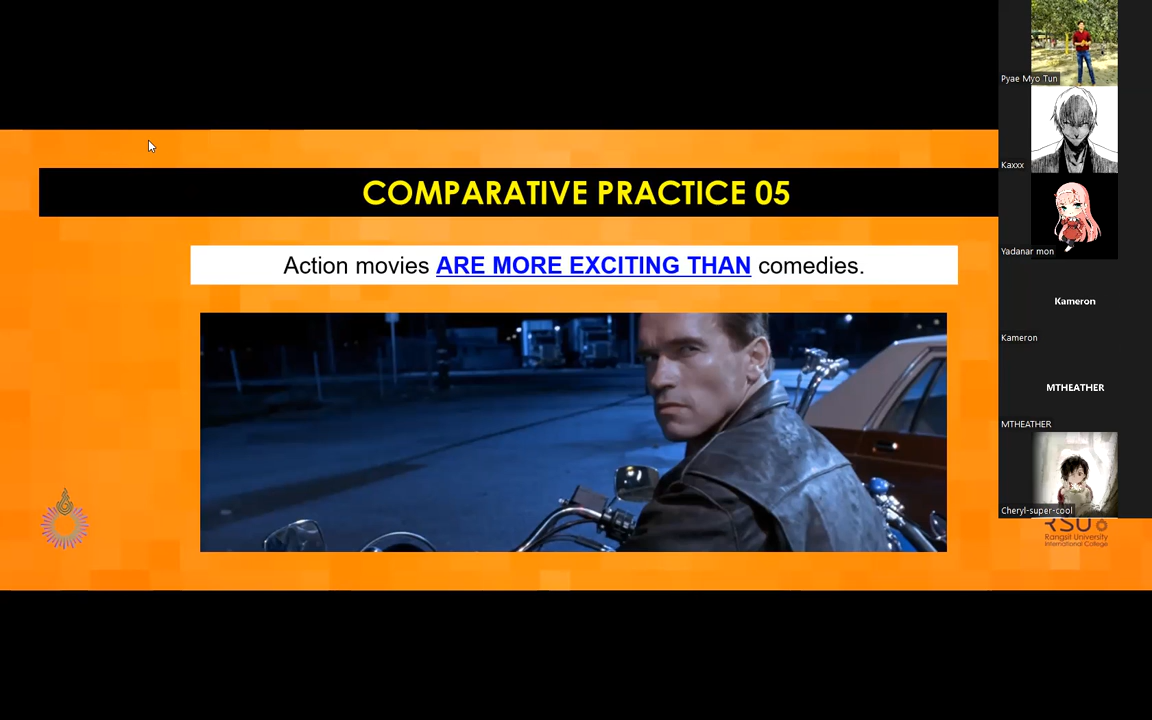 COMPARATIVE PRACTICE 05
Action movies ARE MORE EXCITING THAN comedies.
Pyae Myo Tun
Kaxxx
Yadanar mon
Kameron
Kameron
MTHEATHER
MTHEATHER
Cheryl-super-cool
RSU
Rangsit University
International College